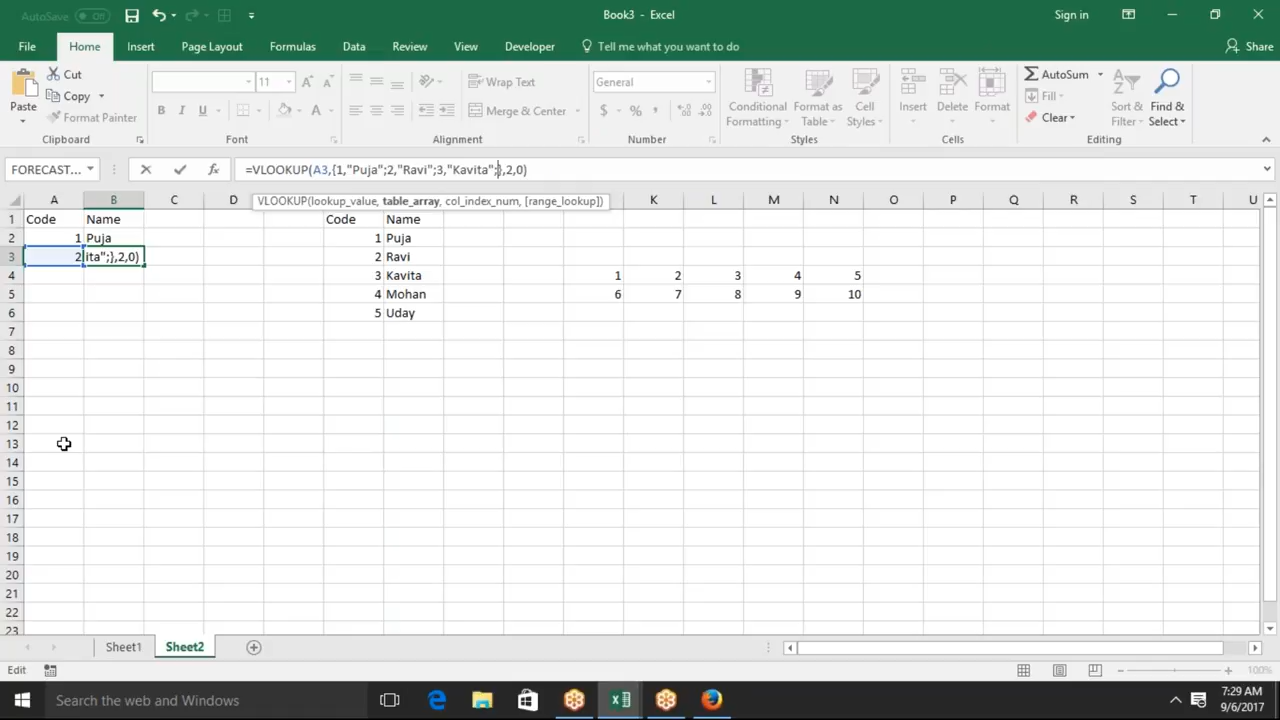 AutoSave Off
Book3 - Excel
Sign in
File Home Insert Page Layout Formulas Data Review View Developer Tell me what you want to do Share
Paste
Cut
Copy
Format Painter
Clipboard
11 A A
B I U A
Font
Wrap Text
Merge & Center
Alignment
General
$ % , .00 .0
Number
Conditional Formatting
Format as Table
Cell Styles
Styles
Insert Delete Format
Cells
AutoSum
Fill
Clear
Sort & Filter
Find & Select
Editing
FORECAST... fx =VLOOKUP(A3,{1,"Puja";2,"Ravi";3,"Kavita";},2,0)
VLOOKUP(lookup_value, table_array, col_index_num, [range_lookup])
A B C D K L M N O P Q R S T U
1 Code Name Code Name
2 1 Puja 1 Puja
3 2 ita";},2,0) 2 Ravi
4 3 Kavita 1 2 3 4 5
5 4 Mohan 6 7 8 9 10
6 5 Uday
7
8
9
10
11
12
13
14
15
16
17
18
19
20
21
22
23
Sheet1 Sheet2
Edit 100%
Search the web and Windows
7:29 AM
9/6/2017